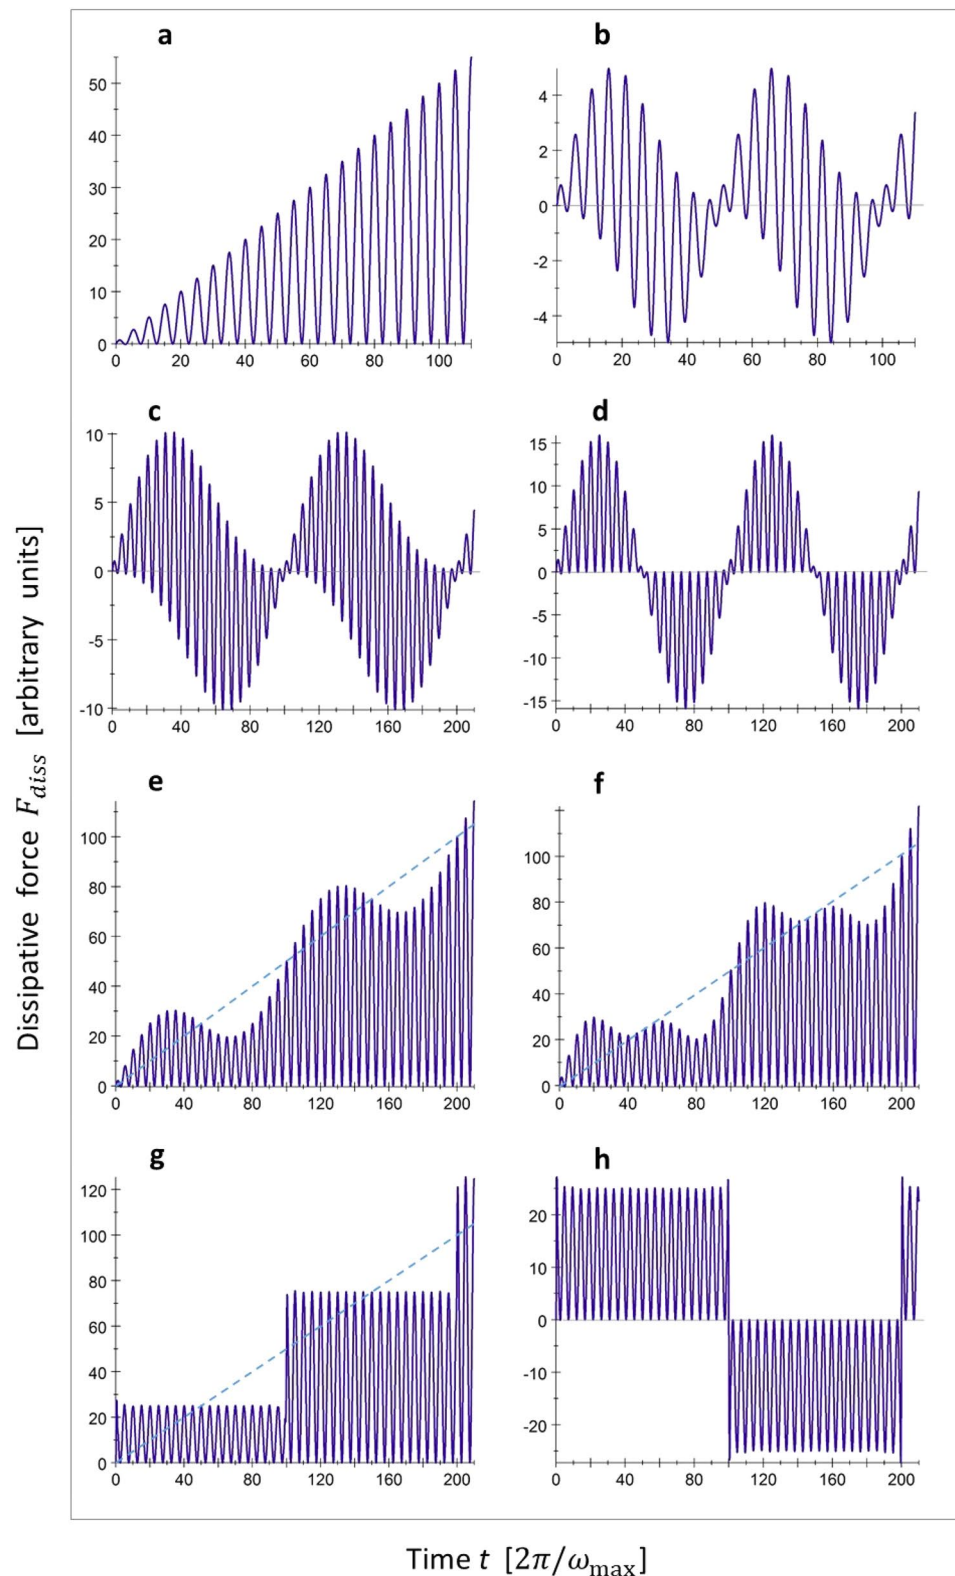 a
b
50
40
30
20
10
0
0 20 40 60 80 100
4
2
0
-2
-4
0 20 40 60 80 100
c
d
10
5
0
-5
-10
0 40 80 120 160 200
15
10
5
0
-5
-10
-15
0 40 80 120 160 200
Dissipative force F_diss [arbitrary units]
e
f
100
80
60
40
20
0
0 40 80 120 160 200
100
80
60
40
20
0
0 40 80 120 160 200
g
h
120
100
80
60
40
20
0
0 40 80 120 160 200
20
10
0
-10
-20
0 40 80 120 160 200
Time t [2π/ω_max]